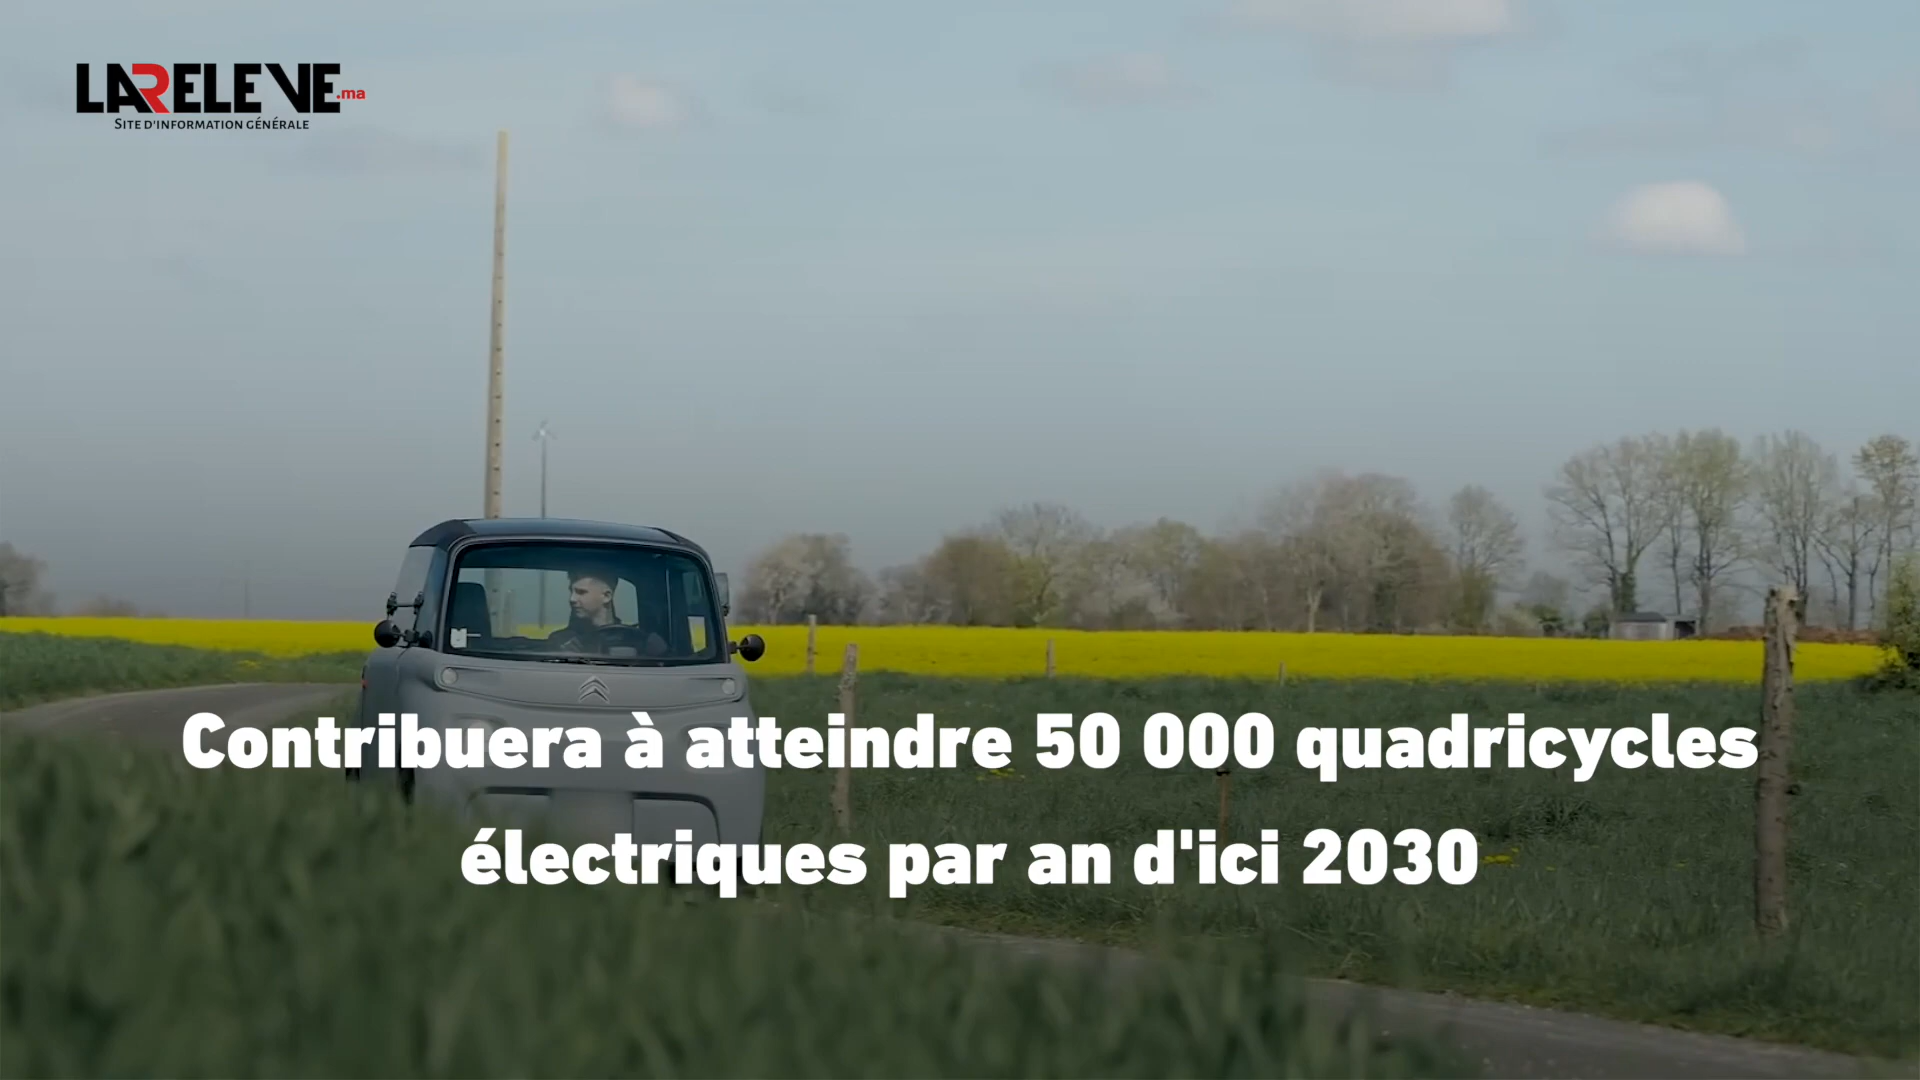 LARELEVE.ma
SITE D'INFORMATION GÉNÉRALE
Contribuera à atteindre 50 000 quadricycles
électriques par an d'ici 2030